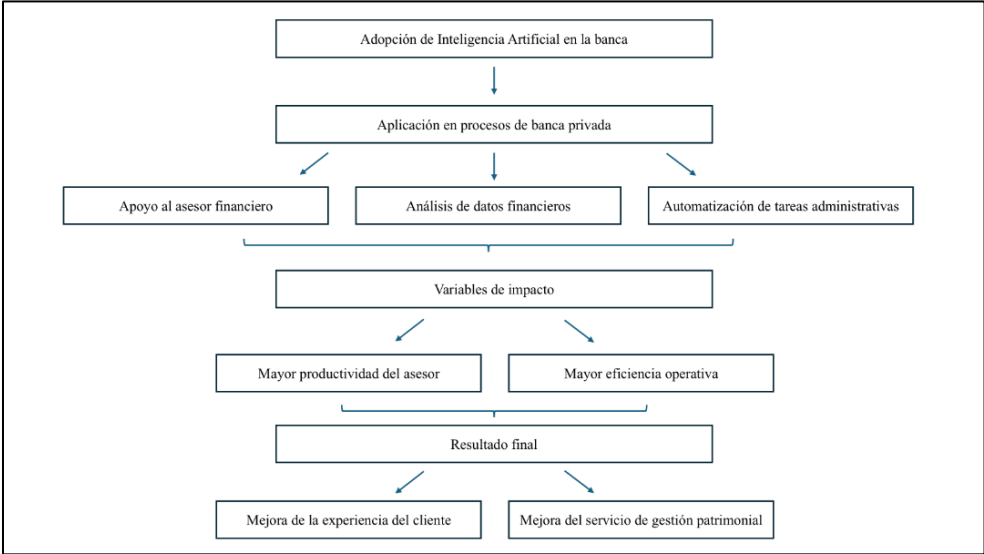 Adopción de Inteligencia Artificial en la banca
Aplicación en procesos de banca privada
Apoyo al asesor financiero
Análisis de datos financieros
Automatización de tareas administrativas
Variables de impacto
Mayor productividad del asesor
Mayor eficiencia operativa
Resultado final
Mejora de la experiencia del cliente
Mejora del servicio de gestión patrimonial